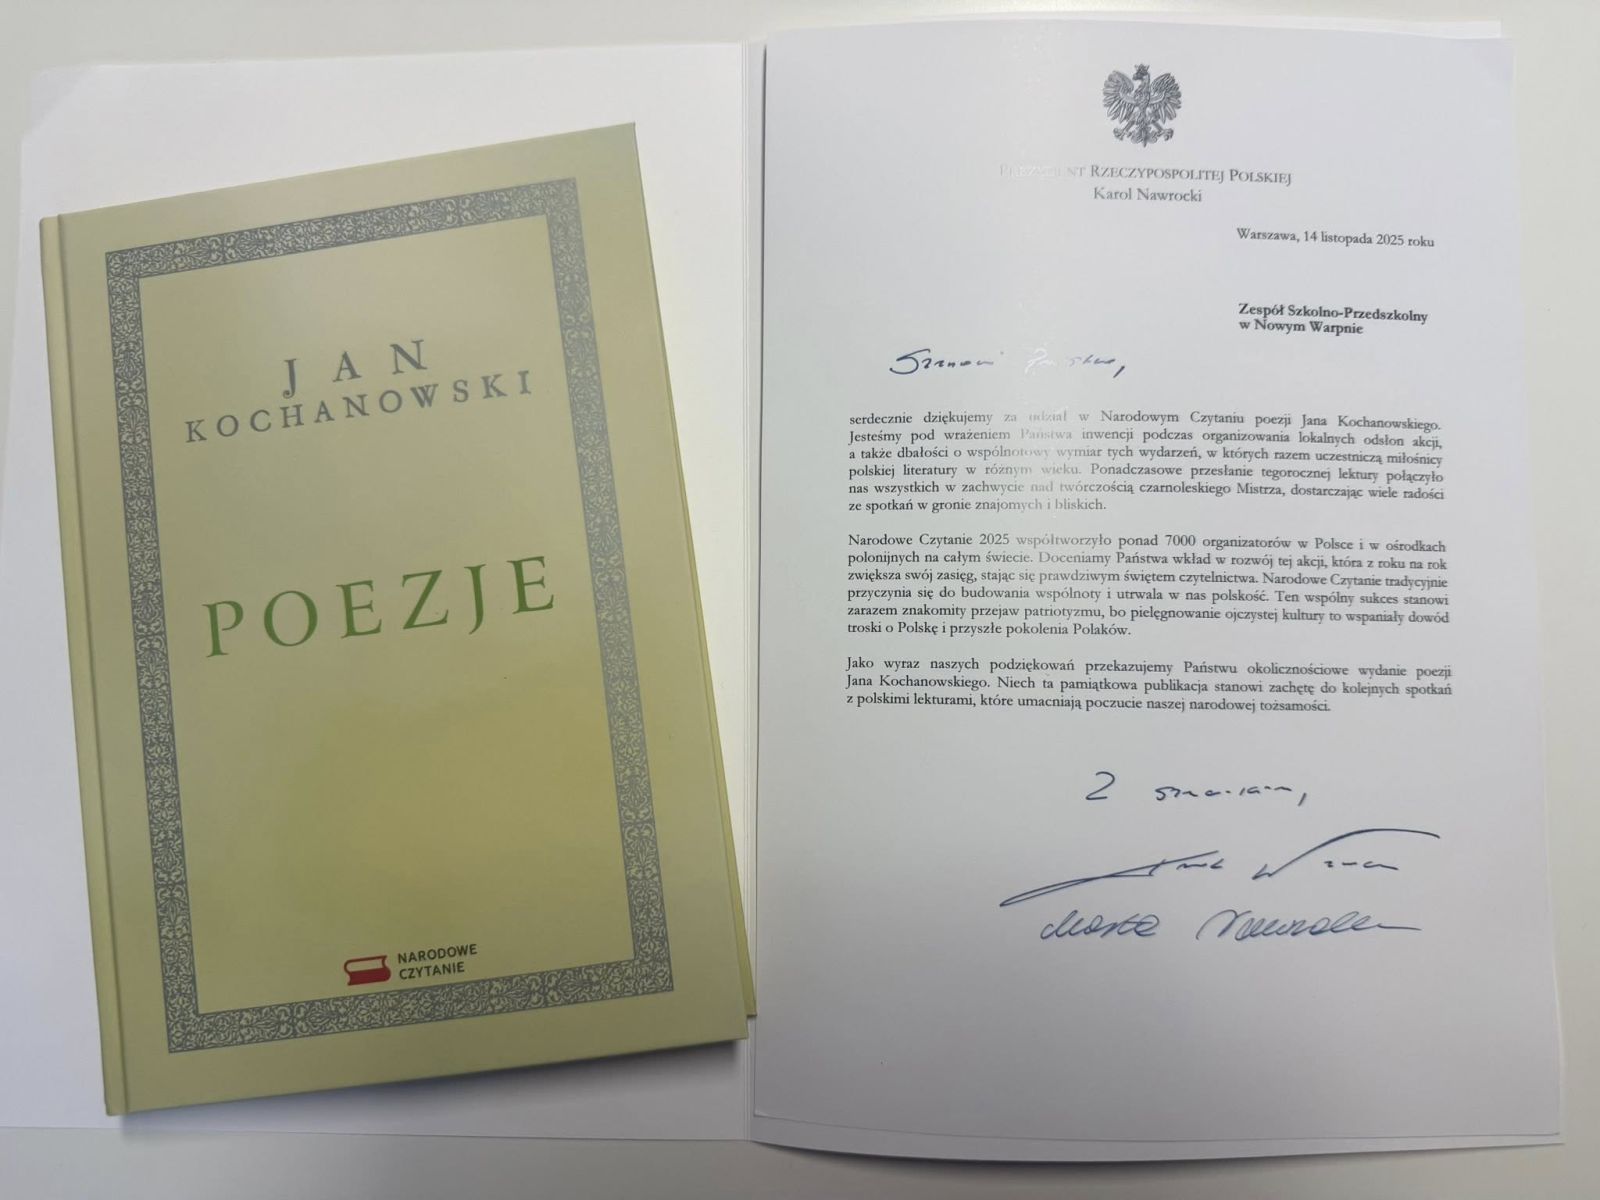 JAN
KOCHANOWSKI
POEZJE
NARODOWE
CZYTANIE
PREZYDENT RZECZYPOSPOLITEJ POLSKIEJ
Karol Nawrocki
Warszawa, 14 listopada 2025 roku
Zespół Szkolno-Przedszkolny
w Nowym Warpnie
Szanowni Państwo,
serdecznie dziękujemy za udział w Narodowym Czytaniu poezji Jana Kochanowskiego.
Jesteśmy pod wrażeniem Państwa inwencji podczas organizowania lokalnych odsłon akcji,
a także dbałości o wspólnotowy wymiar tych wydarzeń, w których razem uczestniczą miłośnicy
polskiej literatury w różnym wieku. Ponadczasowe przesłanie tegorocznej lektury połączyło
nas wszystkich w zachwycie nad twórczością czarnoleskiego Mistrza, dostarczając wiele radości
ze spotkań w gronie znajomych i bliskich.
Narodowe Czytanie 2025 współtworzyło ponad 7000 organizatorów w Polsce i w ośrodkach
polonijnych na całym świecie. Doceniamy Państwa wkład w rozwój tej akcji, która z roku na rok
zwiększa swój zasięg, stając się prawdziwym świętem czytelnictwa. Narodowe Czytanie tradycyjnie
przyczynia się do budowania wspólnoty i utrwala w nas polskość. Ten wspólny sukces stanowi
zarazem znakomity przejaw patriotyzmu, bo pielęgnowanie ojczystej kultury to wspaniały dowód
troski o Polskę i przyszłe pokolenia Polaków.
Jako wyraz naszych podziękowań przekazujemy Państwu okolicznościowe wydanie poezji
Jana Kochanowskiego. Niech ta pamiątkowa publikacja stanowi zachętę do kolejnych spotkań
z polskimi lekturami, które umacniają poczucie naszej narodowej tożsamości.
Z szacunkiem,
Marta Nawrocka